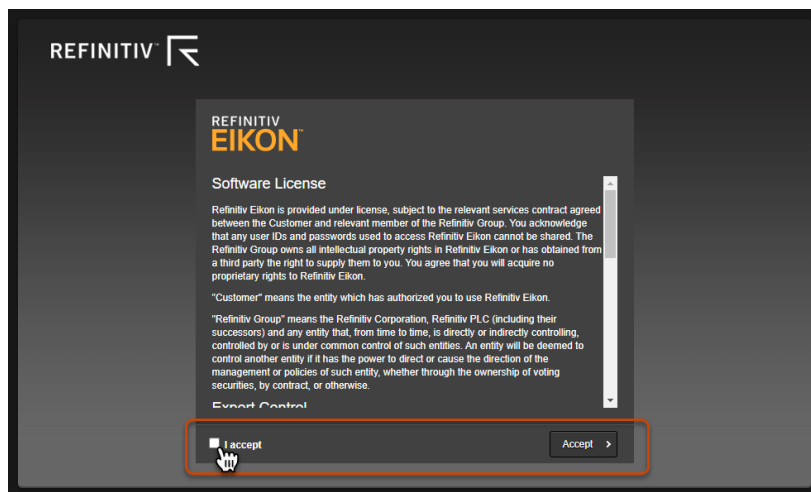 REFINITIV™
REFINITIV
EIKON™
Software License
Refinitiv Eikon is provided under license, subject to the relevant services contract agreed
between the Customer and relevant member of the Refinitiv Group. You acknowledge
that any user IDs and passwords used to access Refinitiv Eikon cannot be shared. The
Refinitiv Group owns all intellectual property rights in Refinitiv Eikon or has obtained from
a third party the right to supply them to you. You agree that you will acquire no
proprietary rights to Refinitiv Eikon.
"Customer" means the entity which has authorized you to use Refinitiv Eikon.
"Refinitiv Group" means the Refinitiv Corporation, Refinitiv PLC (including their
successors) and any entity that, from time to time, is directly or indirectly controlling,
controlled by or is under common control of such entities. An entity will be deemed to
control another entity if it has the power to direct or cause the direction of the
management or policies of such entity, whether through the ownership of voting
securities, by contract, or otherwise.
Export Control
I accept
Accept